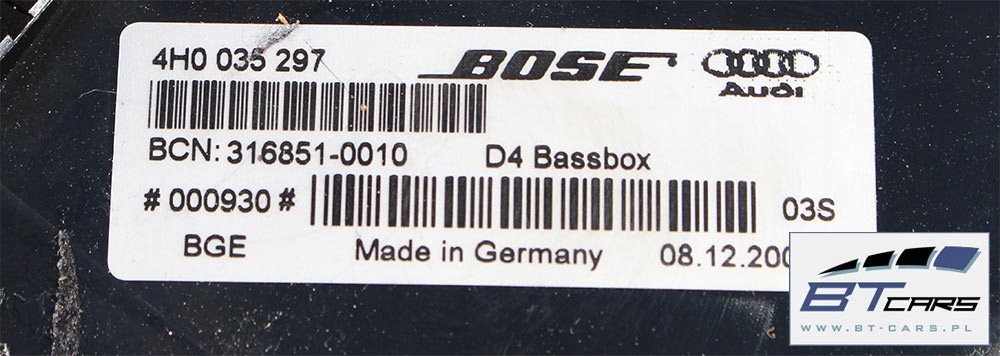 4H0 035 297
BOSE
Audi
BCN: 316851-0010
D4 Bassbox
# 000930 #
03S
BGE
Made in Germany
BT CARS
WWW.BT-CARS.PL